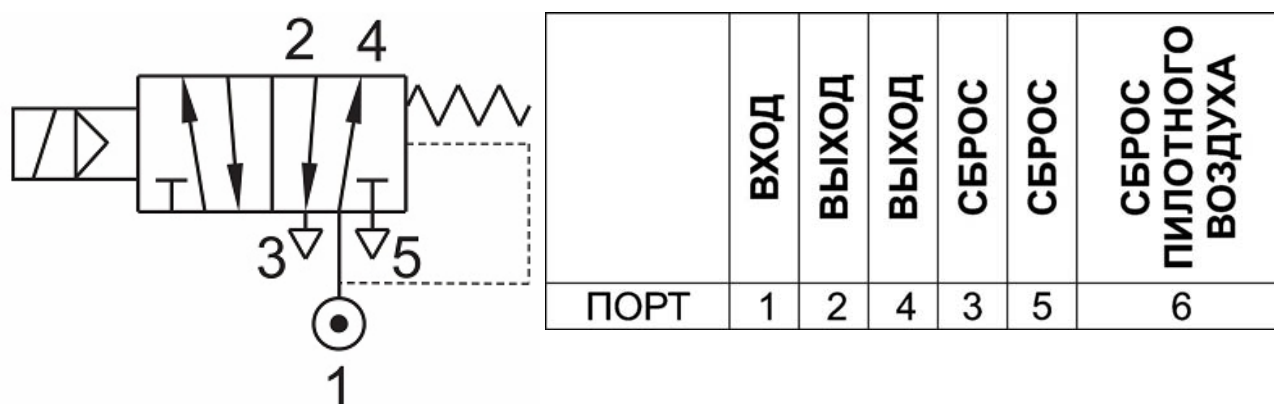 2 4
3 5
1
ВХОД
ВЫХОД
ВЫХОД
СБРОС
СБРОС
СБРОС
ПИЛОТНОГО
ВОЗДУХА
ПОРТ 1 2 4 3 5 6